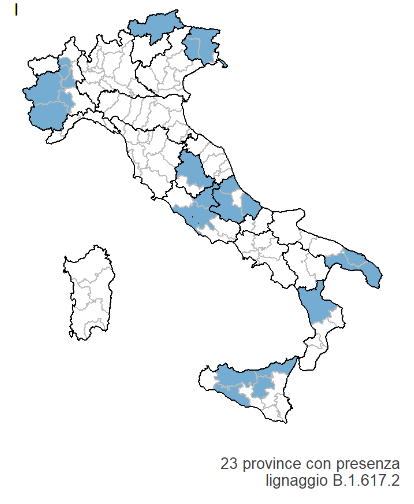 I
23 province con presenza
lignaggio B.1.617.2